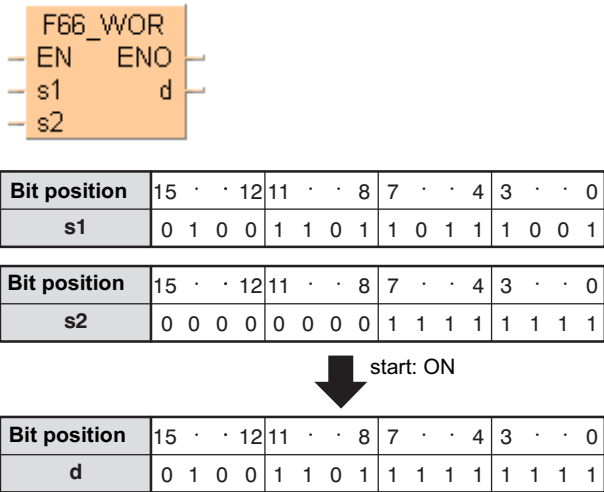 F66_WOR
EN ENO
s1 d
s2
Bit position 15 · · 12 11 · · 8 7 · · 4 3 · · 0
s1 0 1 0 0 1 1 0 1 1 0 1 1 1 0 0 1
Bit position 15 · · 12 11 · · 8 7 · · 4 3 · · 0
s2 0 0 0 0 0 0 0 0 1 1 1 1 1 1 1 1
start: ON
Bit position 15 · · 12 11 · · 8 7 · · 4 3 · · 0
d 0 1 0 0 1 1 0 1 1 1 1 1 1 1 1 1